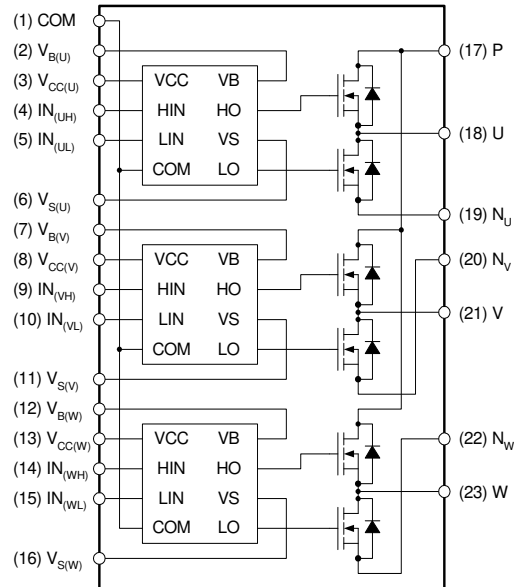 (1) COM
(2) V_B(U)
(3) V_CC(U)
(4) IN_(UH)
(5) IN_(UL)
(6) V_S(U)
(7) V_B(V)
(8) V_CC(V)
(9) IN_(VH)
(10) IN_(VL)
(11) V_S(V)
(12) V_B(W)
(13) V_CC(W)
(14) IN_(WH)
(15) IN_(WL)
(16) V_S(W)
VCC VB
HIN HO
LIN VS
COM LO
VCC VB
HIN HO
LIN VS
COM LO
VCC VB
HIN HO
LIN VS
COM LO
(17) P
(18) U
(19) N_U
(20) N_V
(21) V
(22) N_W
(23) W